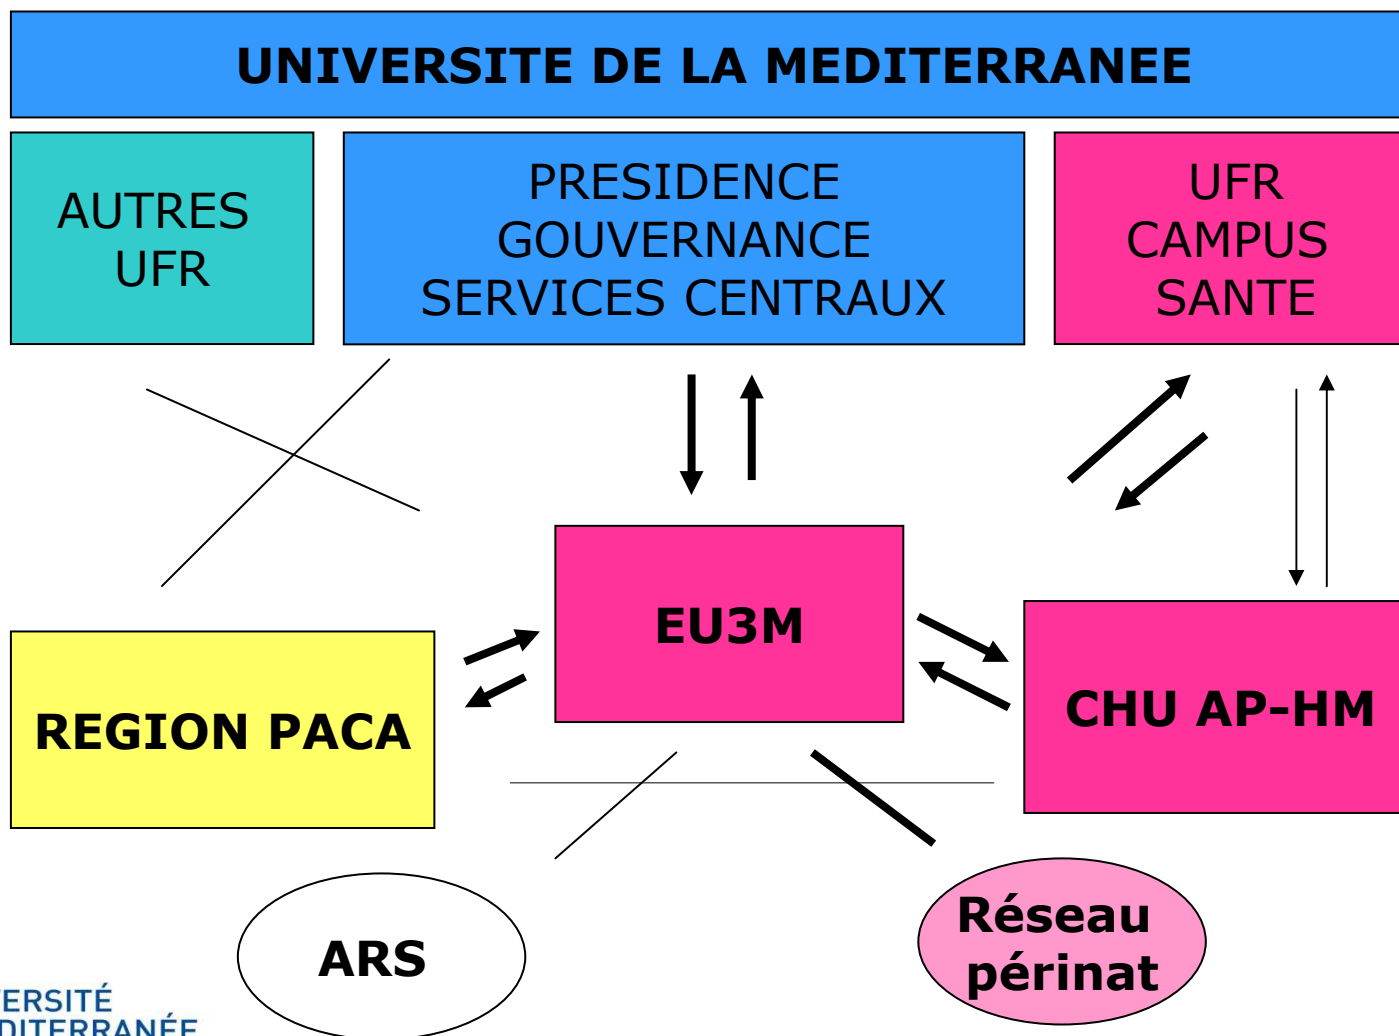 UNIVERSITE DE LA MEDITERRANEE
AUTRES
UFR
PRESIDENCE
GOUVERNANCE
SERVICES CENTRAUX
UFR
CAMPUS
SANTE
EU3M
REGION PACA
CHU AP-HM
ARS
Réseau
périnat
ERSITÉ
DITERRANÉE